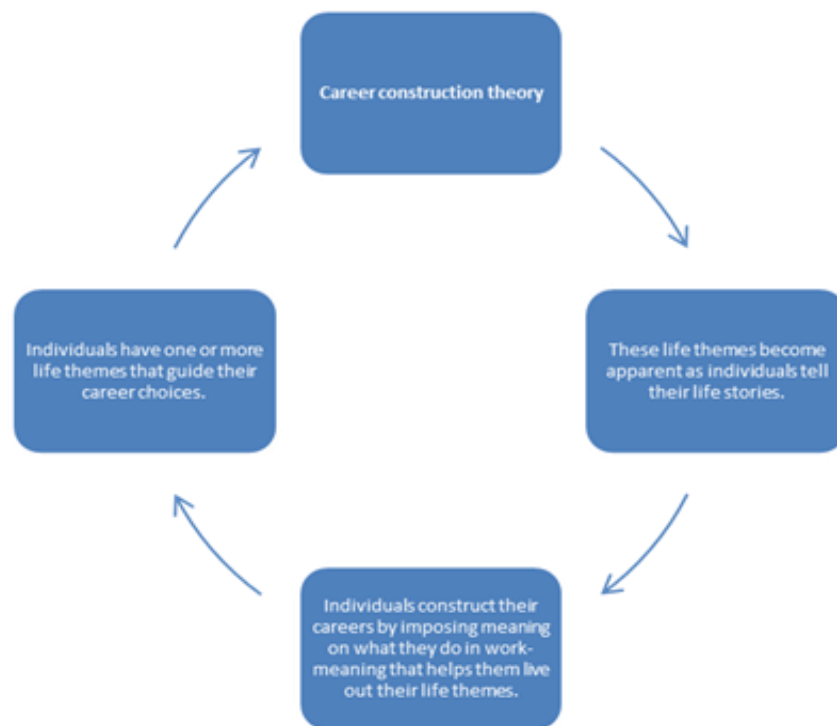 Career construction theory
Individuals have one or more
life themes that guide their
career choices.
These life themes become
apparent as individuals tell
their life stories.
Individuals construct their
careers by imposing meaning
on what they do in work-
meaning that helps them live
out their life themes.